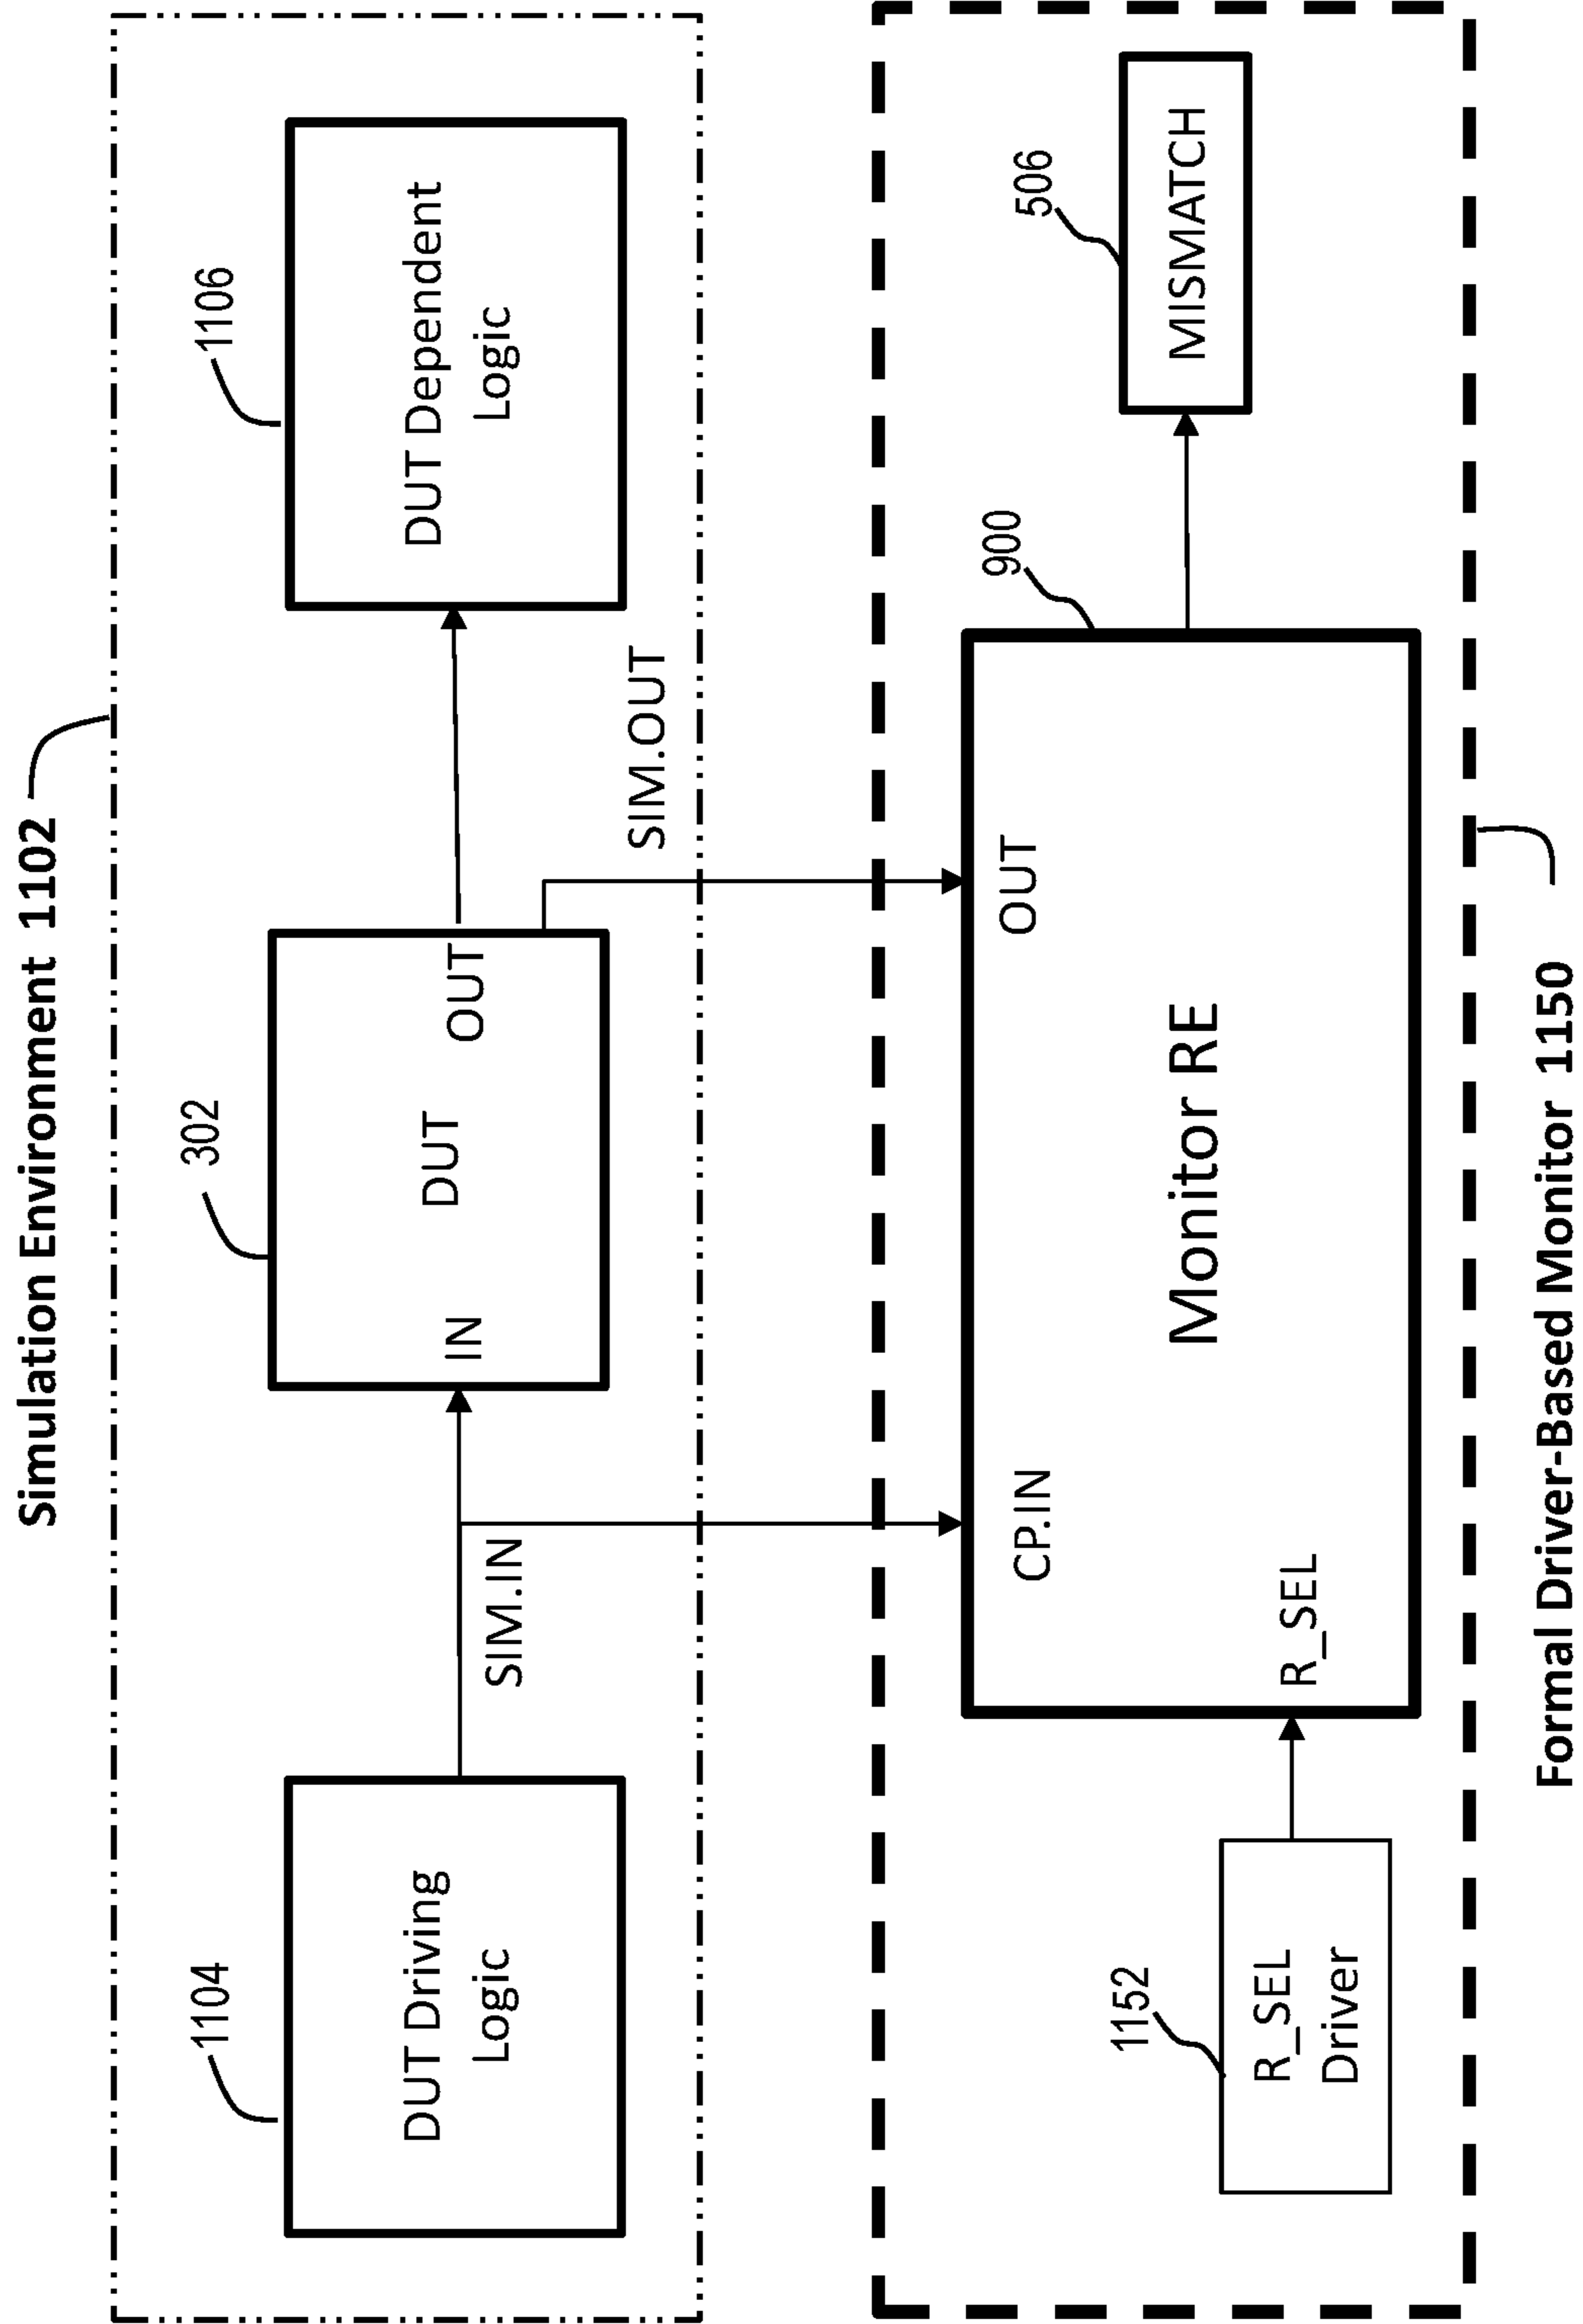 Simulation Environment 1102
1104
302
1106
DUT Driving
Logic
IN
DUT
OUT
DUT Dependent
Logic
SIM.IN
SIM.OUT
900
506
CP.IN
OUT
Monitor RE
MISMATCH
1152
R_SEL
Driver
R_SEL
Formal Driver-Based Monitor 1150